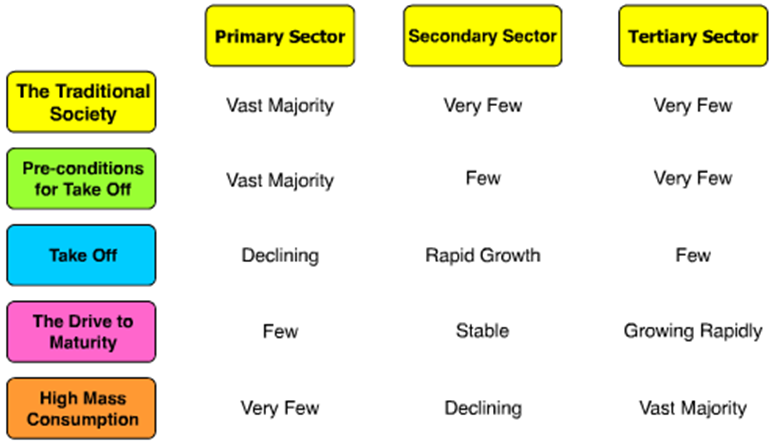 Primary Sector Secondary Sector Tertiary Sector
The Traditional
Society
Vast Majority Very Few Very Few
Pre-conditions
for Take Off
Vast Majority Few Very Few
Take Off Declining Rapid Growth Few
The Drive to
Maturity
Few Stable Growing Rapidly
High Mass
Consumption
Very Few Declining Vast Majority